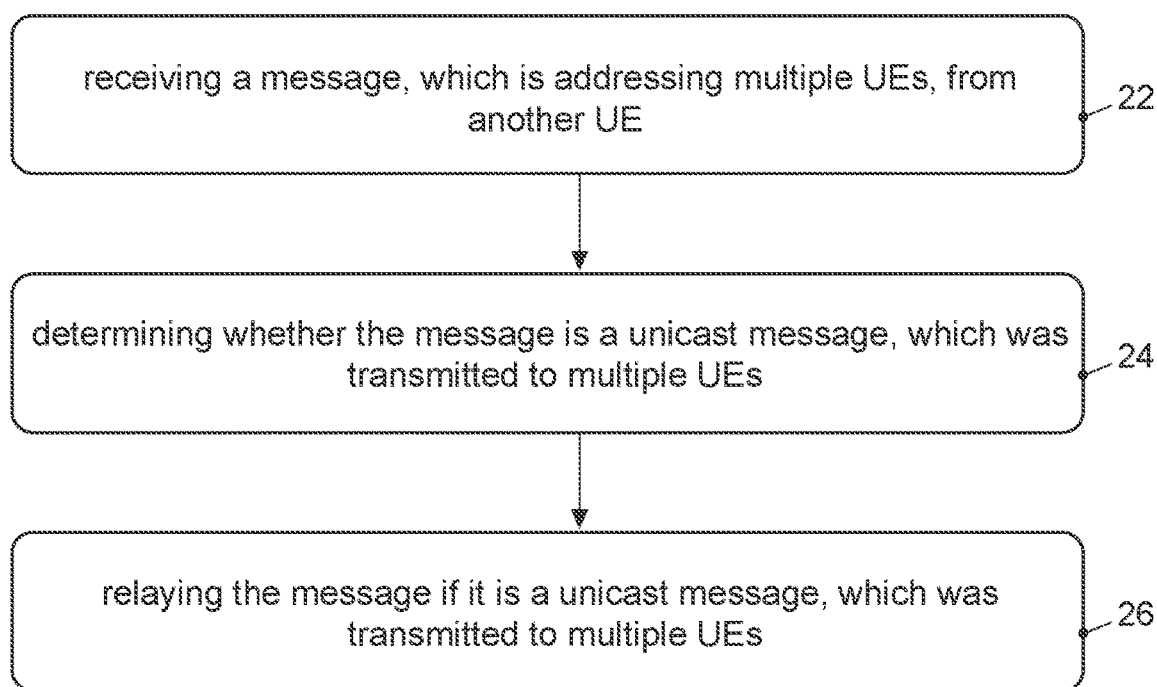 receiving a message, which is addressing multiple UEs, from
another UE
22
determining whether the message is a unicast message, which was
transmitted to multiple UEs
24
relaying the message if it is a unicast message, which was
transmitted to multiple UEs
26